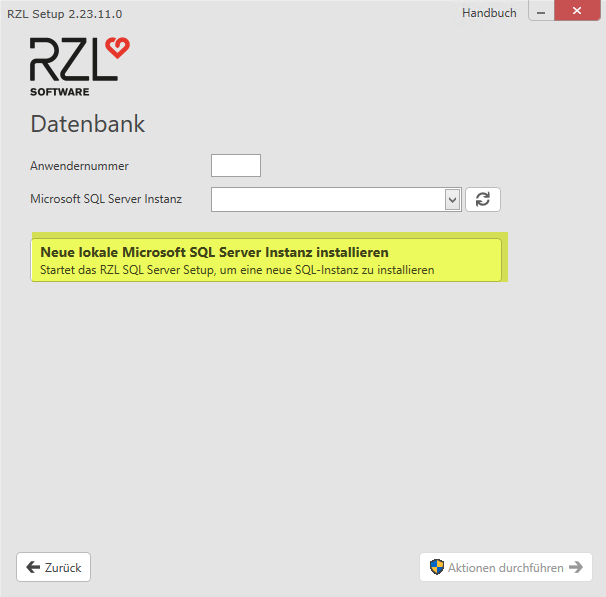 RZL Setup 2.23.11.0
Handbuch
RZL
SOFTWARE
Datenbank
Anwendernummer
Microsoft SQL Server Instanz
Neue lokale Microsoft SQL Server Instanz installieren
Startet das RZL SQL Server Setup, um eine neue SQL-Instanz zu installieren
Zurück
Aktionen durchführen